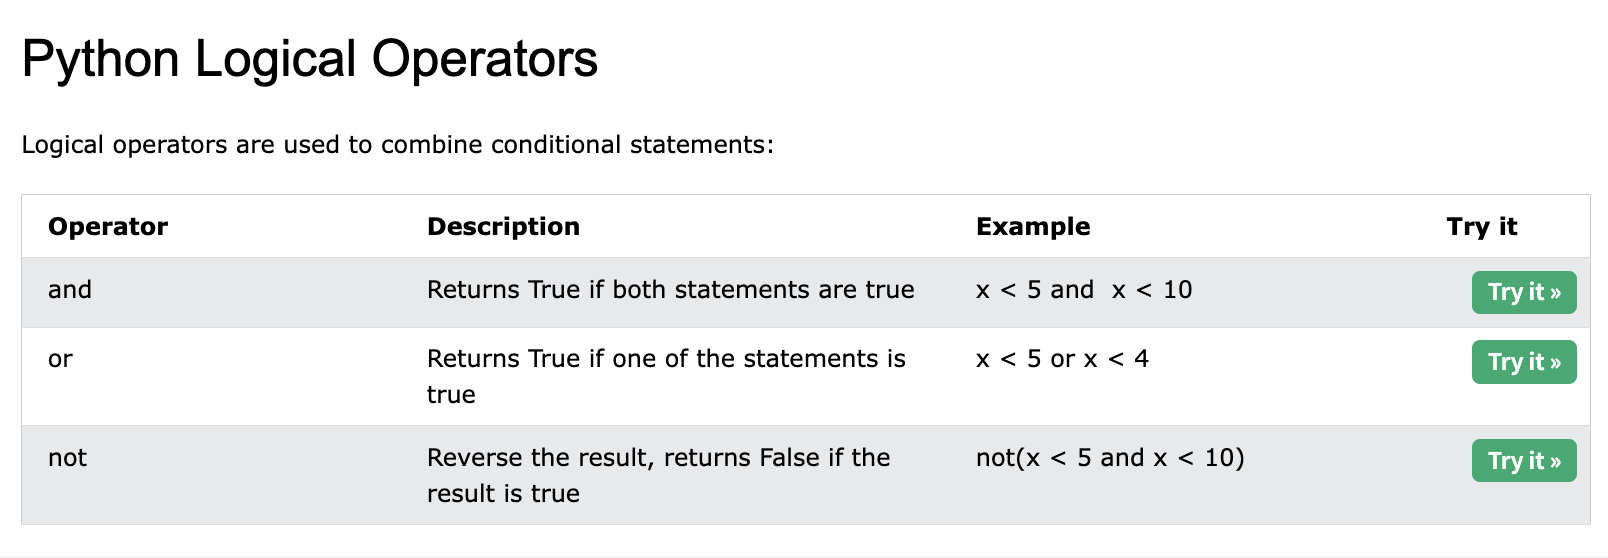 Python Logical Operators
Logical operators are used to combine conditional statements:
Operator Description Example Try it
and Returns True if both statements are true x < 5 and  x < 10 Try it »
or Returns True if one of the statements is x < 5 or x < 4 Try it »
true
not Reverse the result, returns False if the not(x < 5 and x < 10) Try it »
result is true